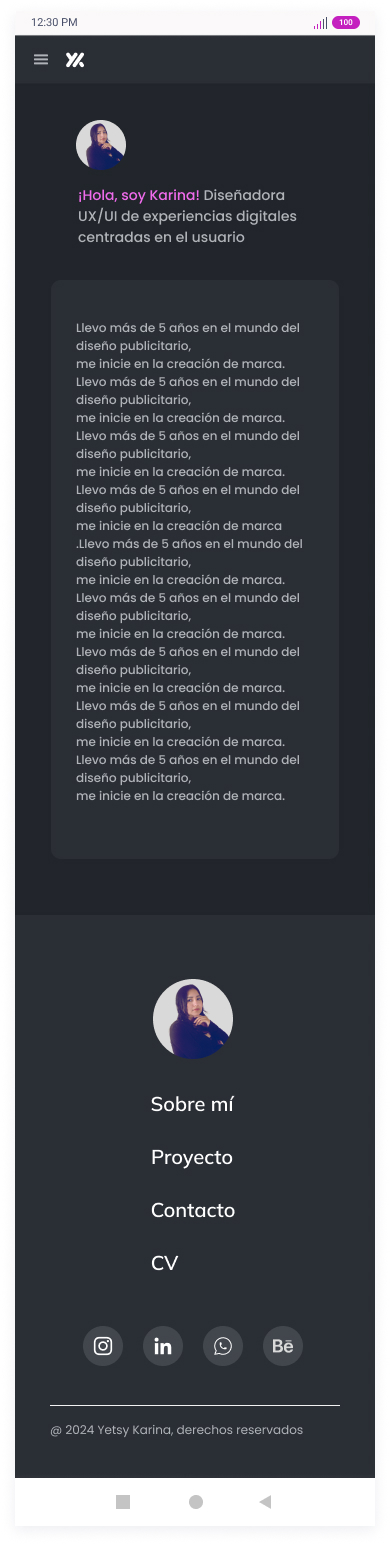 12:30 PM
100
¡Hola, soy Karina! Diseñadora
UX/UI de experiencias digitales
centradas en el usuario
Llevo más de 5 años en el mundo del
diseño publicitario,
me inicie en la creación de marca.
Llevo más de 5 años en el mundo del
diseño publicitario,
me inicie en la creación de marca.
Llevo más de 5 años en el mundo del
diseño publicitario,
me inicie en la creación de marca.
Llevo más de 5 años en el mundo del
diseño publicitario,
me inicie en la creación de marca
.Llevo más de 5 años en el mundo del
diseño publicitario,
me inicie en la creación de marca.
Llevo más de 5 años en el mundo del
diseño publicitario,
me inicie en la creación de marca.
Llevo más de 5 años en el mundo del
diseño publicitario,
me inicie en la creación de marca.
Llevo más de 5 años en el mundo del
diseño publicitario,
me inicie en la creación de marca.
Llevo más de 5 años en el mundo del
diseño publicitario,
me inicie en la creación de marca.
Sobre mí
Proyecto
Contacto
CV
in
Bē
@ 2024 Yetsy Karina, derechos reservados